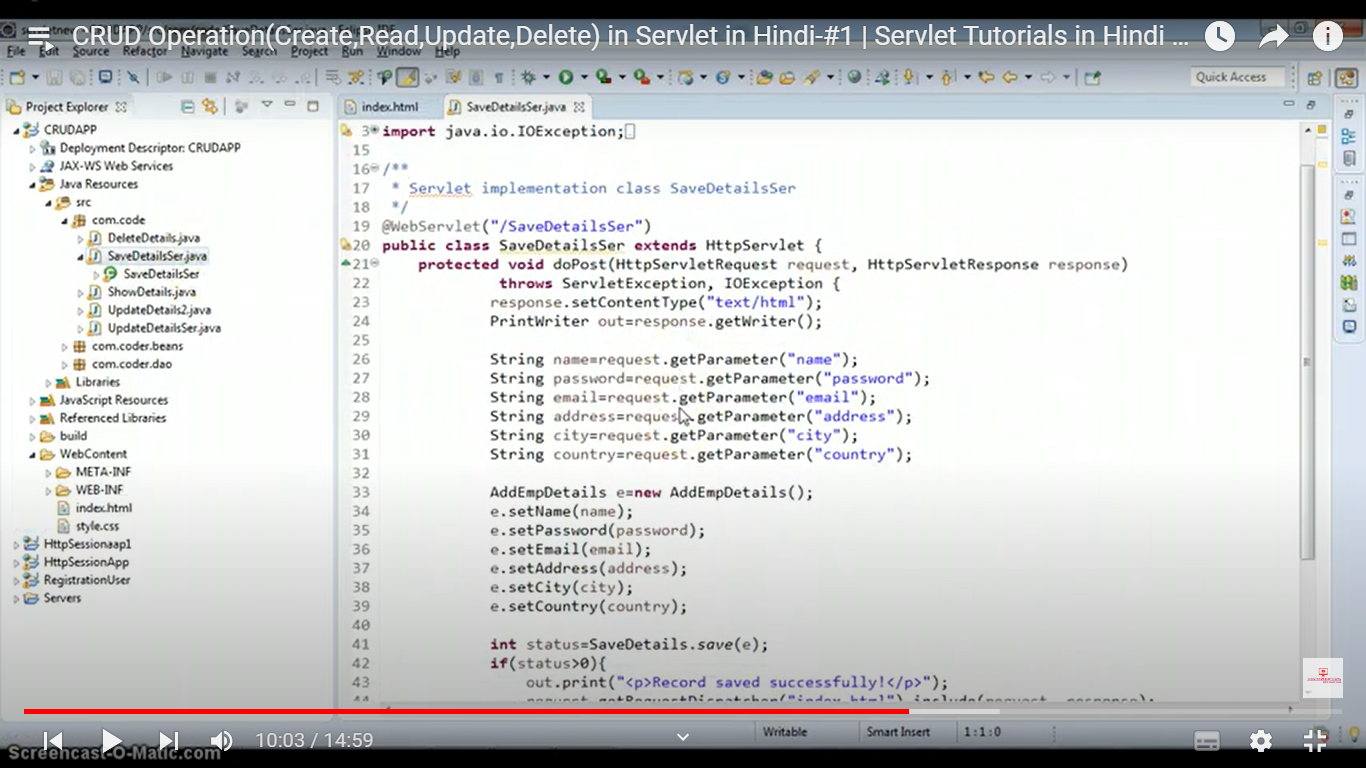 CRUD Operation(Create,Read,Update,Delete) in Servlet in Hindi-#1 | Servlet Tutorials in Hindi ...
File Edit Source Refactor Navigate Search Project Run Window Help
Quick Access
Project Explorer
CRUDAPP
Deployment Descriptor: CRUDAPP
JAX-WS Web Services
Java Resources
src
com.code
DeleteDetails.java
SaveDetailsSer.java
SaveDetailsSer
ShowDetails.java
UpdateDetails2.java
UpdateDetailsSer.java
com.coder.beans
com.coder.dao
Libraries
JavaScript Resources
Referenced Libraries
build
WebContent
META-INF
WEB-INF
index.html
style.css
HttpSessionaap1
HttpSessionApp
RegistrationUser
Servers
index.html SaveDetailsSer.java
3 import java.io.IOException;
15
16 /**
17 * Servlet implementation class SaveDetailsSer
18 */
19 @WebServlet("/SaveDetailsSer")
20 public class SaveDetailsSer extends HttpServlet {
21 protected void doPost(HttpServletRequest request, HttpServletResponse response)
22 throws ServletException, IOException {
23 response.setContentType("text/html");
24 PrintWriter out=response.getWriter();
25
26 String name=request.getParameter("name");
27 String password=request.getParameter("password");
28 String email=request.getParameter("email");
29 String address=request.getParameter("address");
30 String city=request.getParameter("city");
31 String country=request.getParameter("country");
32
33 AddEmpDetails e=new AddEmpDetails();
34 e.setName(name);
35 e.setPassword(password);
36 e.setEmail(email);
37 e.setAddress(address);
38 e.setCity(city);
39 e.setCountry(country);
40
41 int status=SaveDetails.save(e);
42 if(status>0){
43 out.print("<p>Record saved successfully!</p>");
44 request.getRequestDispatcher("index.html").include(request, response);
10:03 / 14:59
Writable Smart Insert 1:1:0
Screencast-O-Matic.com